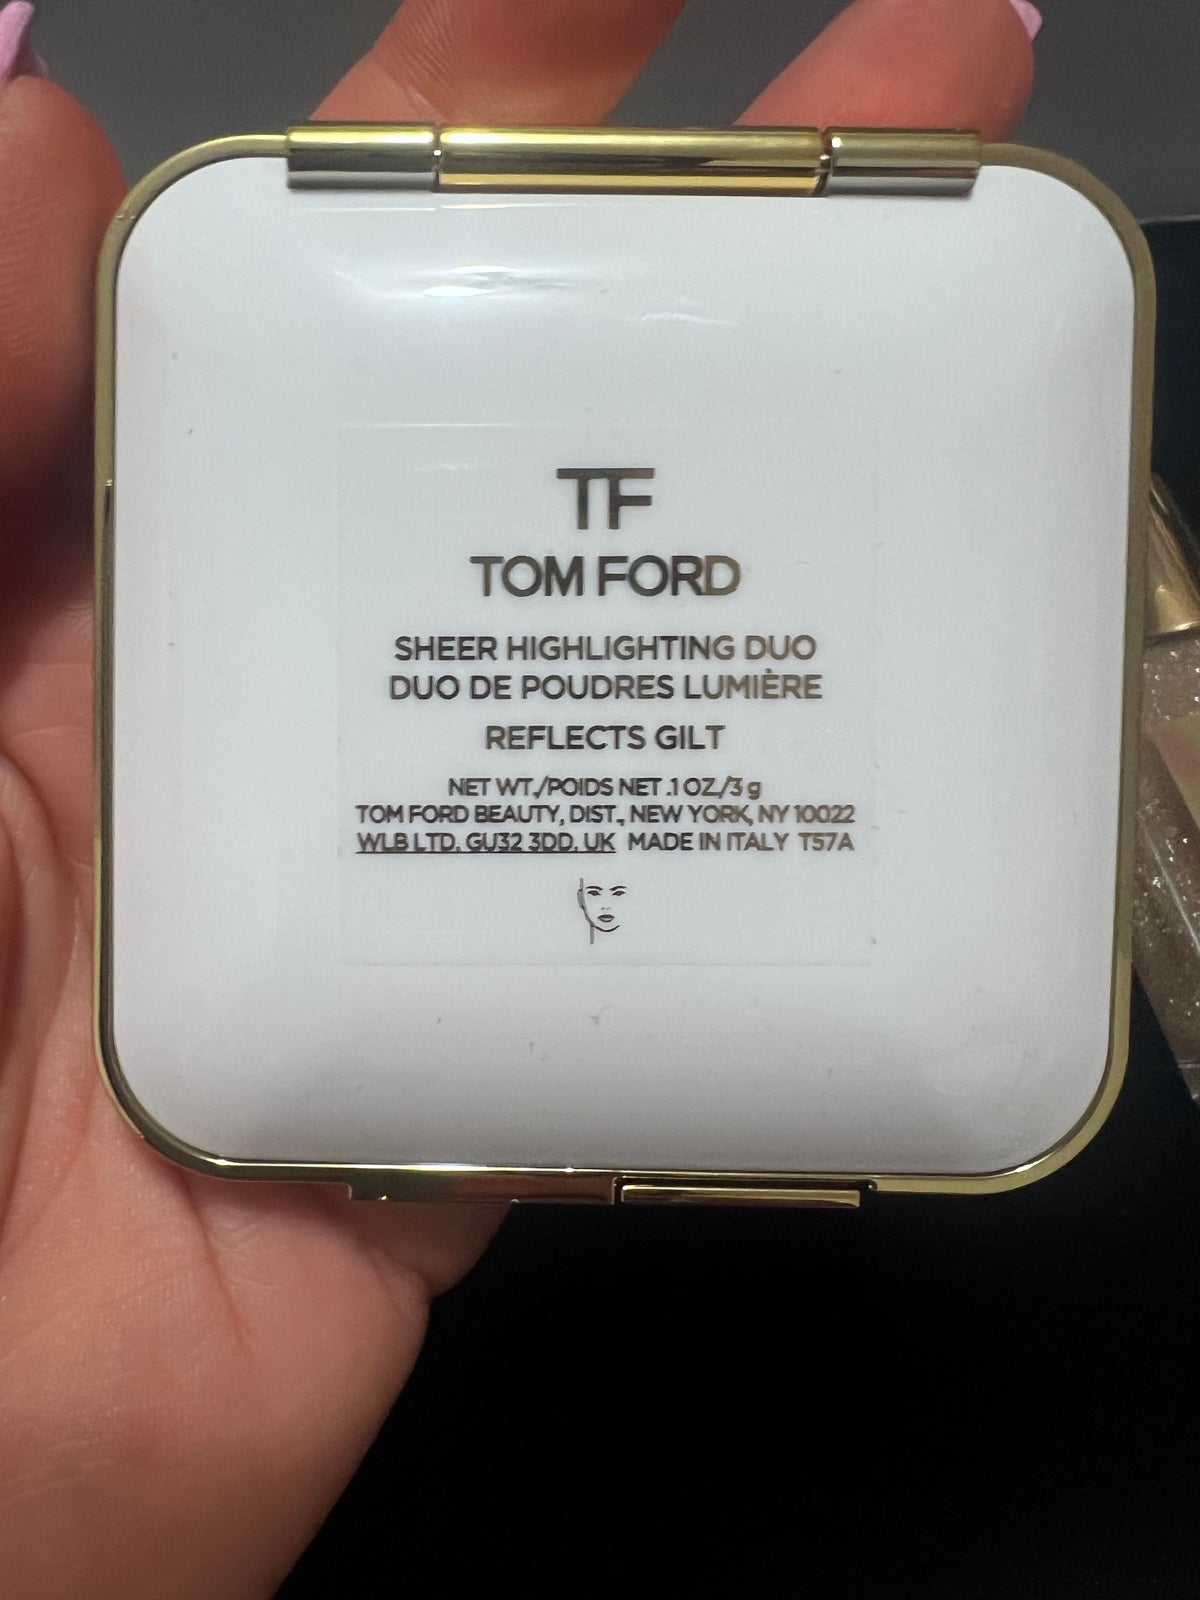 TF
TOM FORD
SHEER HIGHLIGHTING DUO
DUO DE POUDRES LUMIÈRE
REFLECTS GILT
NET WT./POIDS NET .1 OZ./3 g
TOM FORD BEAUTY, DIST., NEW YORK, NY 10022
WLB LTD. GU32 3DD. UK MADE IN ITALY T57A